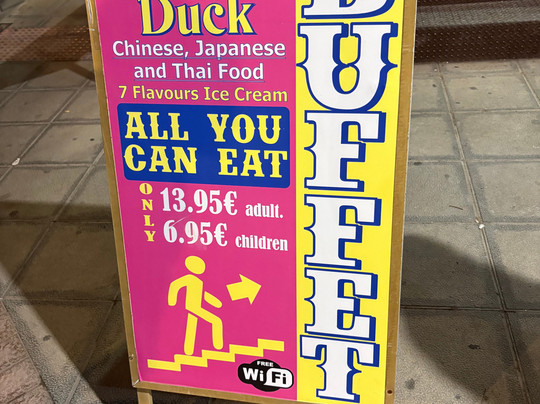 Duck
Chinese, Japanese
and Thai Food
7 Flavours Ice Cream
ALL YOU
CAN EAT
ONLY
13.95€ adult.
6.95€ children
FREE
WiFi
BUFFET